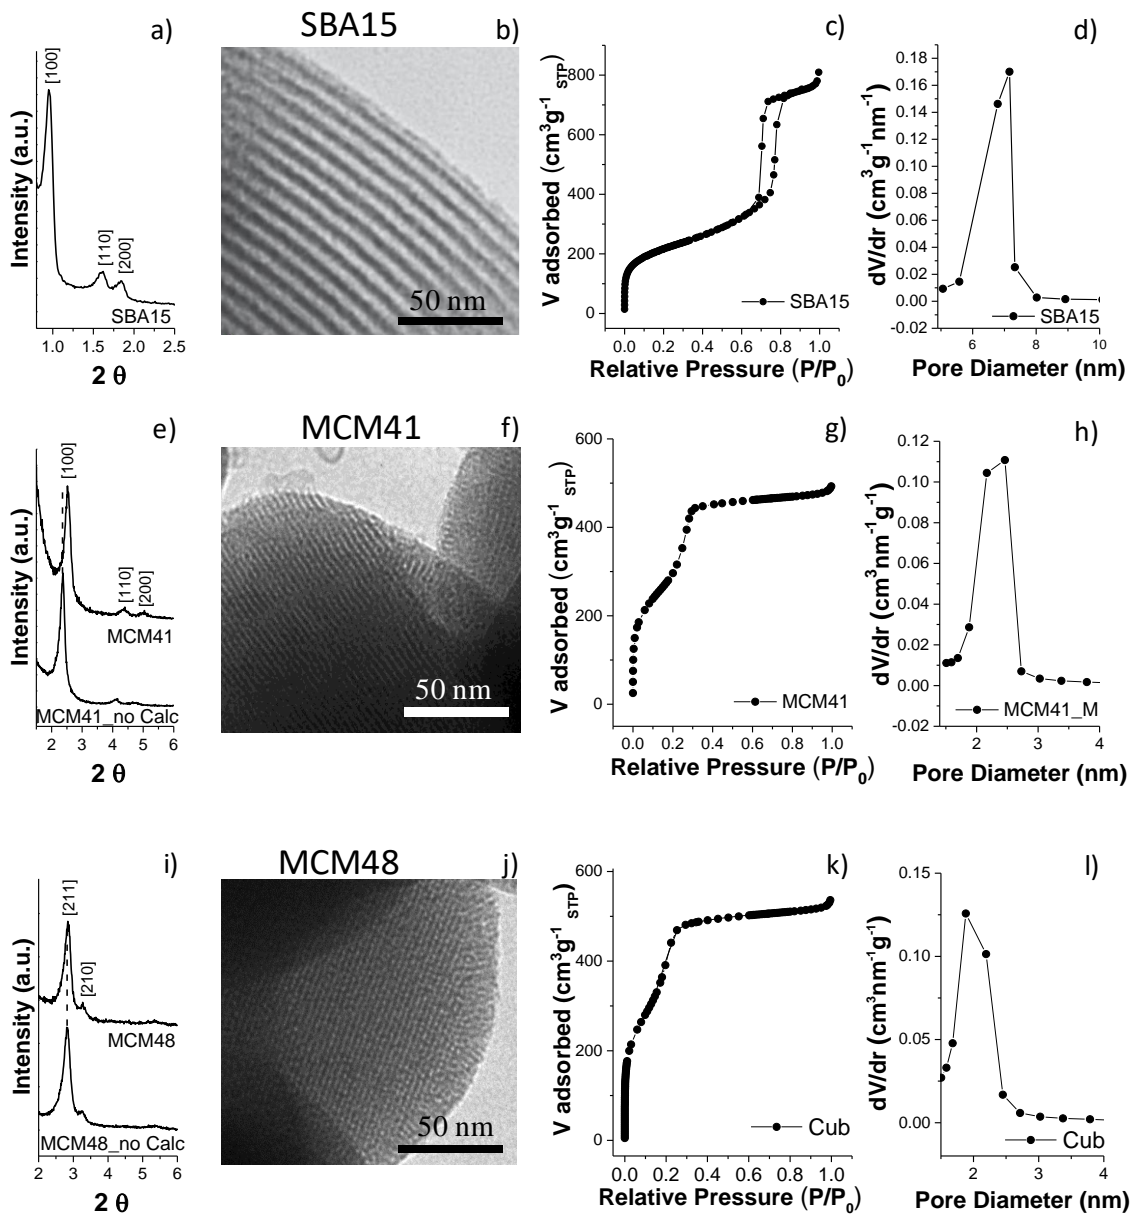 SBA15
a)
b)
c)
d)
[100]
[110]
[200]
SBA15
Intensity (a.u.)
1.0 1.5 2.0 2.5
2 θ
50 nm
V adsorbed (cm³g⁻¹ STP)
800
600
400
200
0
SBA15
0.0 0.2 0.4 0.6 0.8 1.0
Relative Pressure (P/P₀)
dV/dr (cm³g⁻¹nm⁻¹)
0.18
0.16
0.14
0.12
0.10
0.08
0.06
0.04
0.02
0.00
-0.02
SBA15
6 8 10
Pore Diameter (nm)
MCM41
e)
f)
g)
h)
[100]
[110]
[200]
MCM41
MCM41_no Calc
Intensity (a.u.)
2 3 4 5 6
2 θ
50 nm
V adsorbed (cm³g⁻¹ STP)
600
400
200
0
MCM41
0.0 0.2 0.4 0.6 0.8 1.0
Relative Pressure (P/P₀)
dV/dr (cm³nm⁻¹g⁻¹)
0.12
0.10
0.08
0.06
0.04
0.02
0.00
-0.02
MCM41_M
2 3 4
Pore Diameter (nm)
MCM48
i)
j)
k)
l)
[211]
[210]
MCM48
MCM48_no Calc
Intensity (a.u.)
2 3 4 5 6
2 θ
50 nm
V adsorbed (cm³g⁻¹ STP)
600
400
200
0
Cub
0.0 0.2 0.4 0.6 0.8 1.0
Relative Pressure (P/P₀)
dV/dr (cm³nm⁻¹g⁻¹)
0.15
0.10
0.05
0.00
Cub
2 3 4
Pore Diameter (nm)